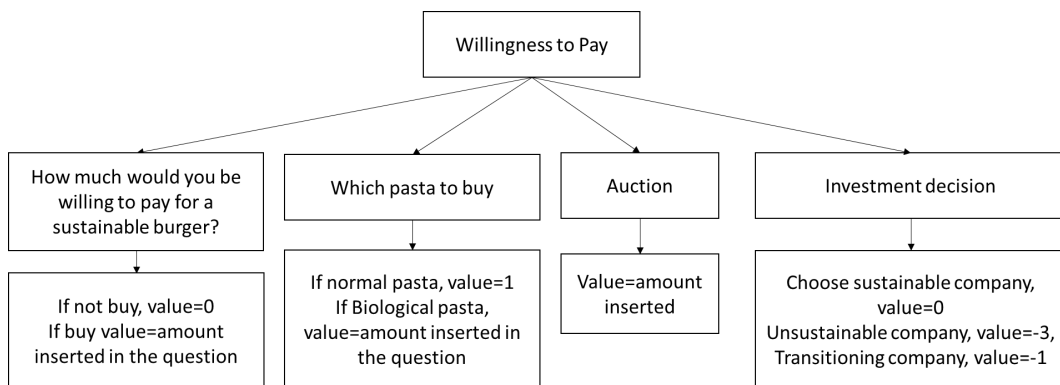 Willingness to Pay
How much would you be
willing to pay for a
sustainable burger?
Which pasta to buy
Auction
Investment decision
If not buy, value=0
If buy value=amount
inserted in the question
If normal pasta, value=1
If Biological pasta,
value=amount inserted in
the question
Value=amount
inserted
Choose sustainable company,
value=0
Unsustainable company, value=-3,
Transitioning company, value=-1